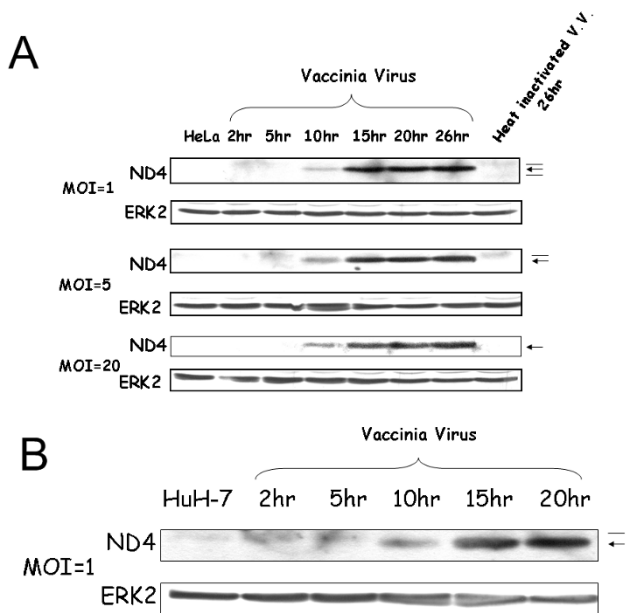 A
Vaccinia Virus
Heat inactivated V.V.
26hr
HeLa 2hr 5hr 10hr 15hr 20hr 26hr
ND4
MOI=1
ERK2
ND4
MOI=5
ERK2
ND4
MOI=20
ERK2
B
Vaccinia Virus
HuH-7 2hr 5hr 10hr 15hr 20hr
ND4
MOI=1
ERK2